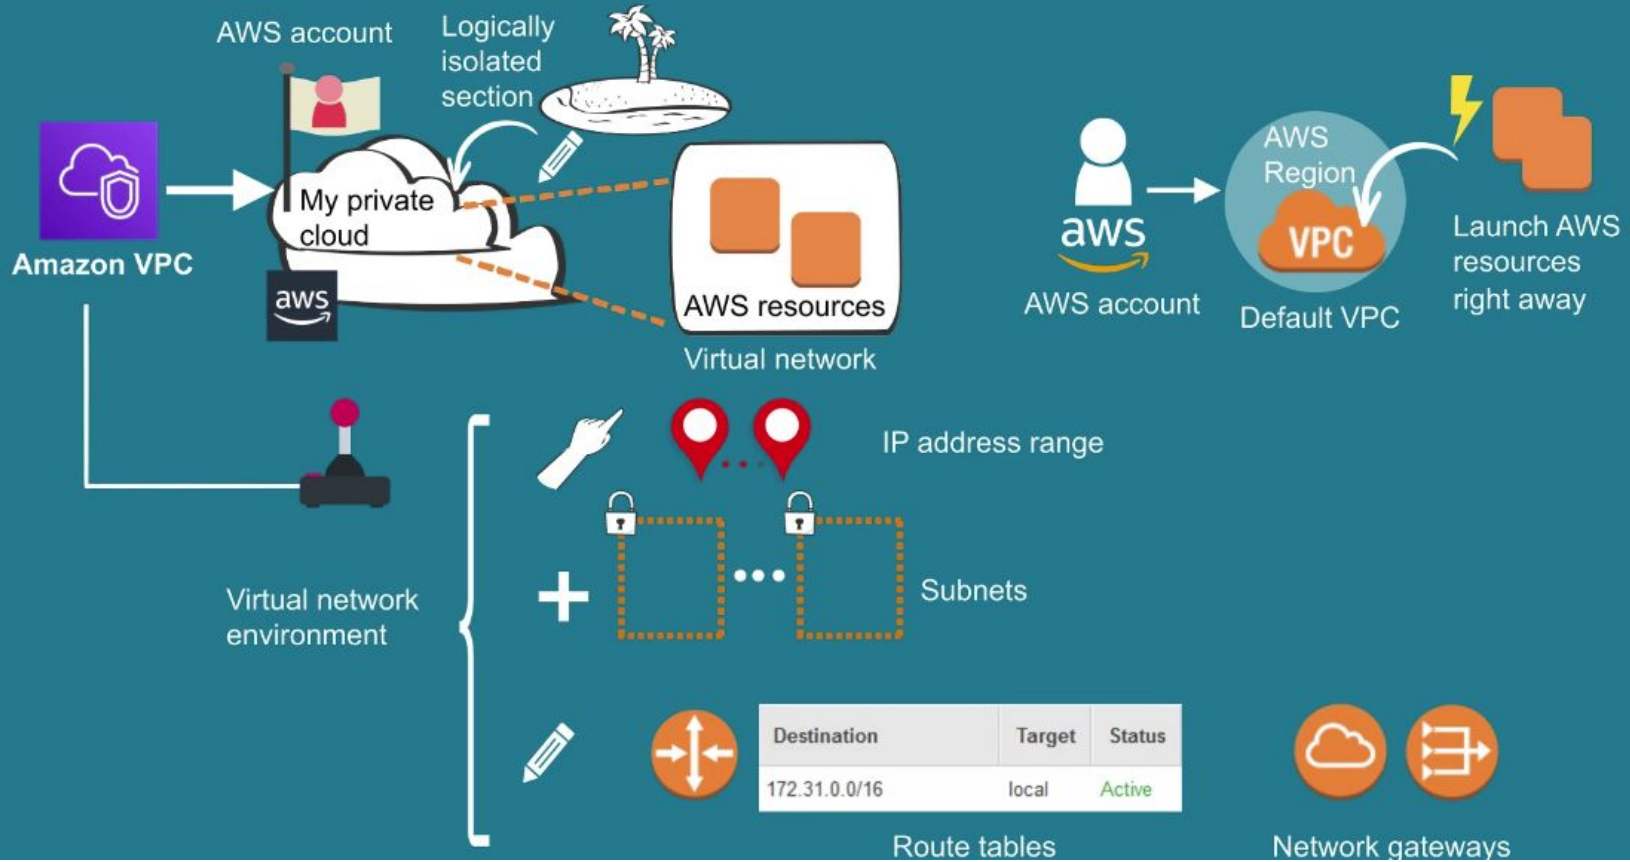 AWS account
Logically
isolated
section
My private
cloud
aws
Amazon VPC
AWS resources
Virtual network
aws
AWS account
AWS
Region
VPC
Default VPC
Launch AWS
resources
right away
Virtual network
environment
IP address range
Subnets
Destination Target Status
172.31.0.0/16 local Active
Route tables
Network gateways